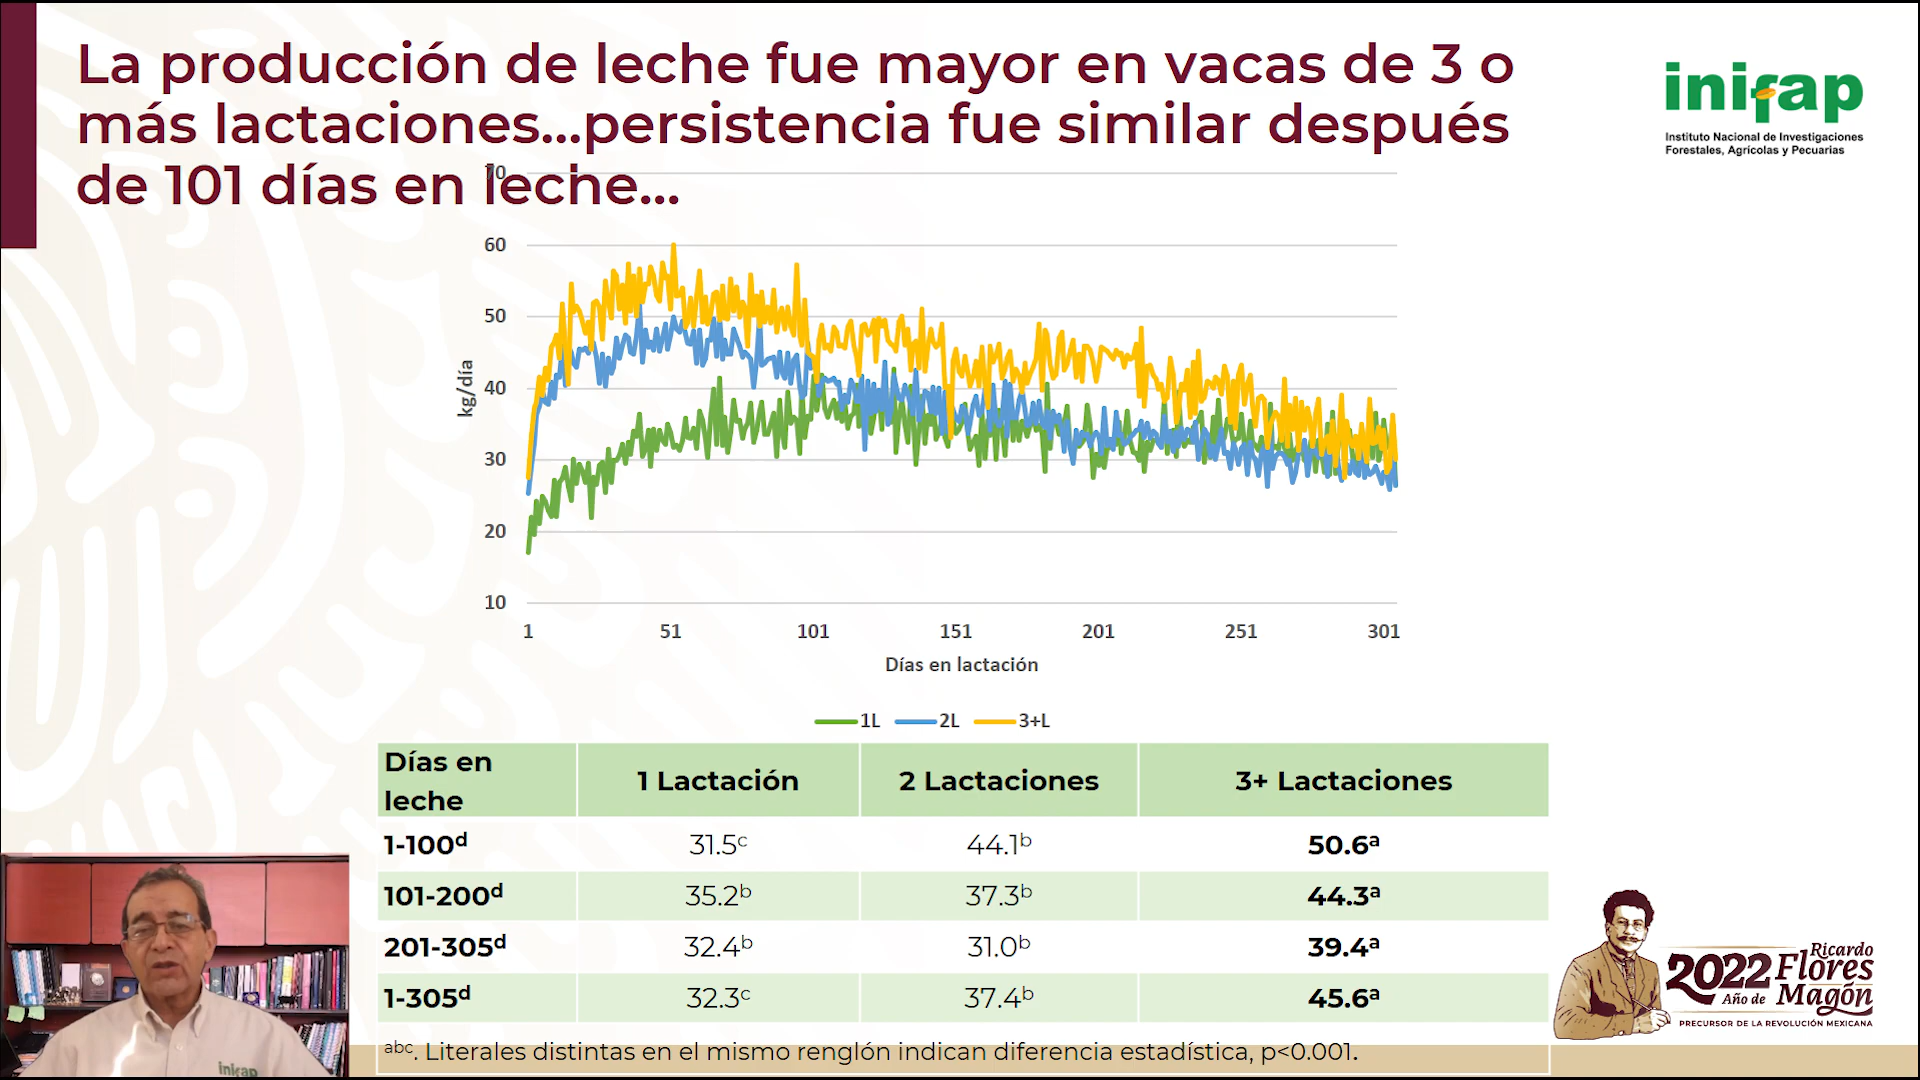 La producción de leche fue mayor en vacas de 3 o
más lactaciones...persistencia fue similar después
de 101 días en leche...
inifap
Instituto Nacional de Investigaciones
Forestales, Agrícolas y Pecuarias
70
60
50
40
30
20
10
kg/día
1 51 101 151 201 251 301
Días en lactación
1L 2L 3+L
Días en leche 1 Lactación 2 Lactaciones 3+ Lactaciones
1-100ᵈ 31.5ᶜ 44.1ᵇ 50.6ᵃ
101-200ᵈ 35.2ᵇ 37.3ᵇ 44.3ᵃ
201-305ᵈ 32.4ᵇ 31.0ᵇ 39.4ᵃ
1-305ᵈ 32.3ᶜ 37.4ᵇ 45.6ᵃ
ᵃᵇᶜ. Literales distintas en el mismo renglón indican diferencia estadística, p<0.001.
inifap
2022 Ricardo
Flores
Año de Magón
PRECURSOR DE LA REVOLUCIÓN MEXICANA